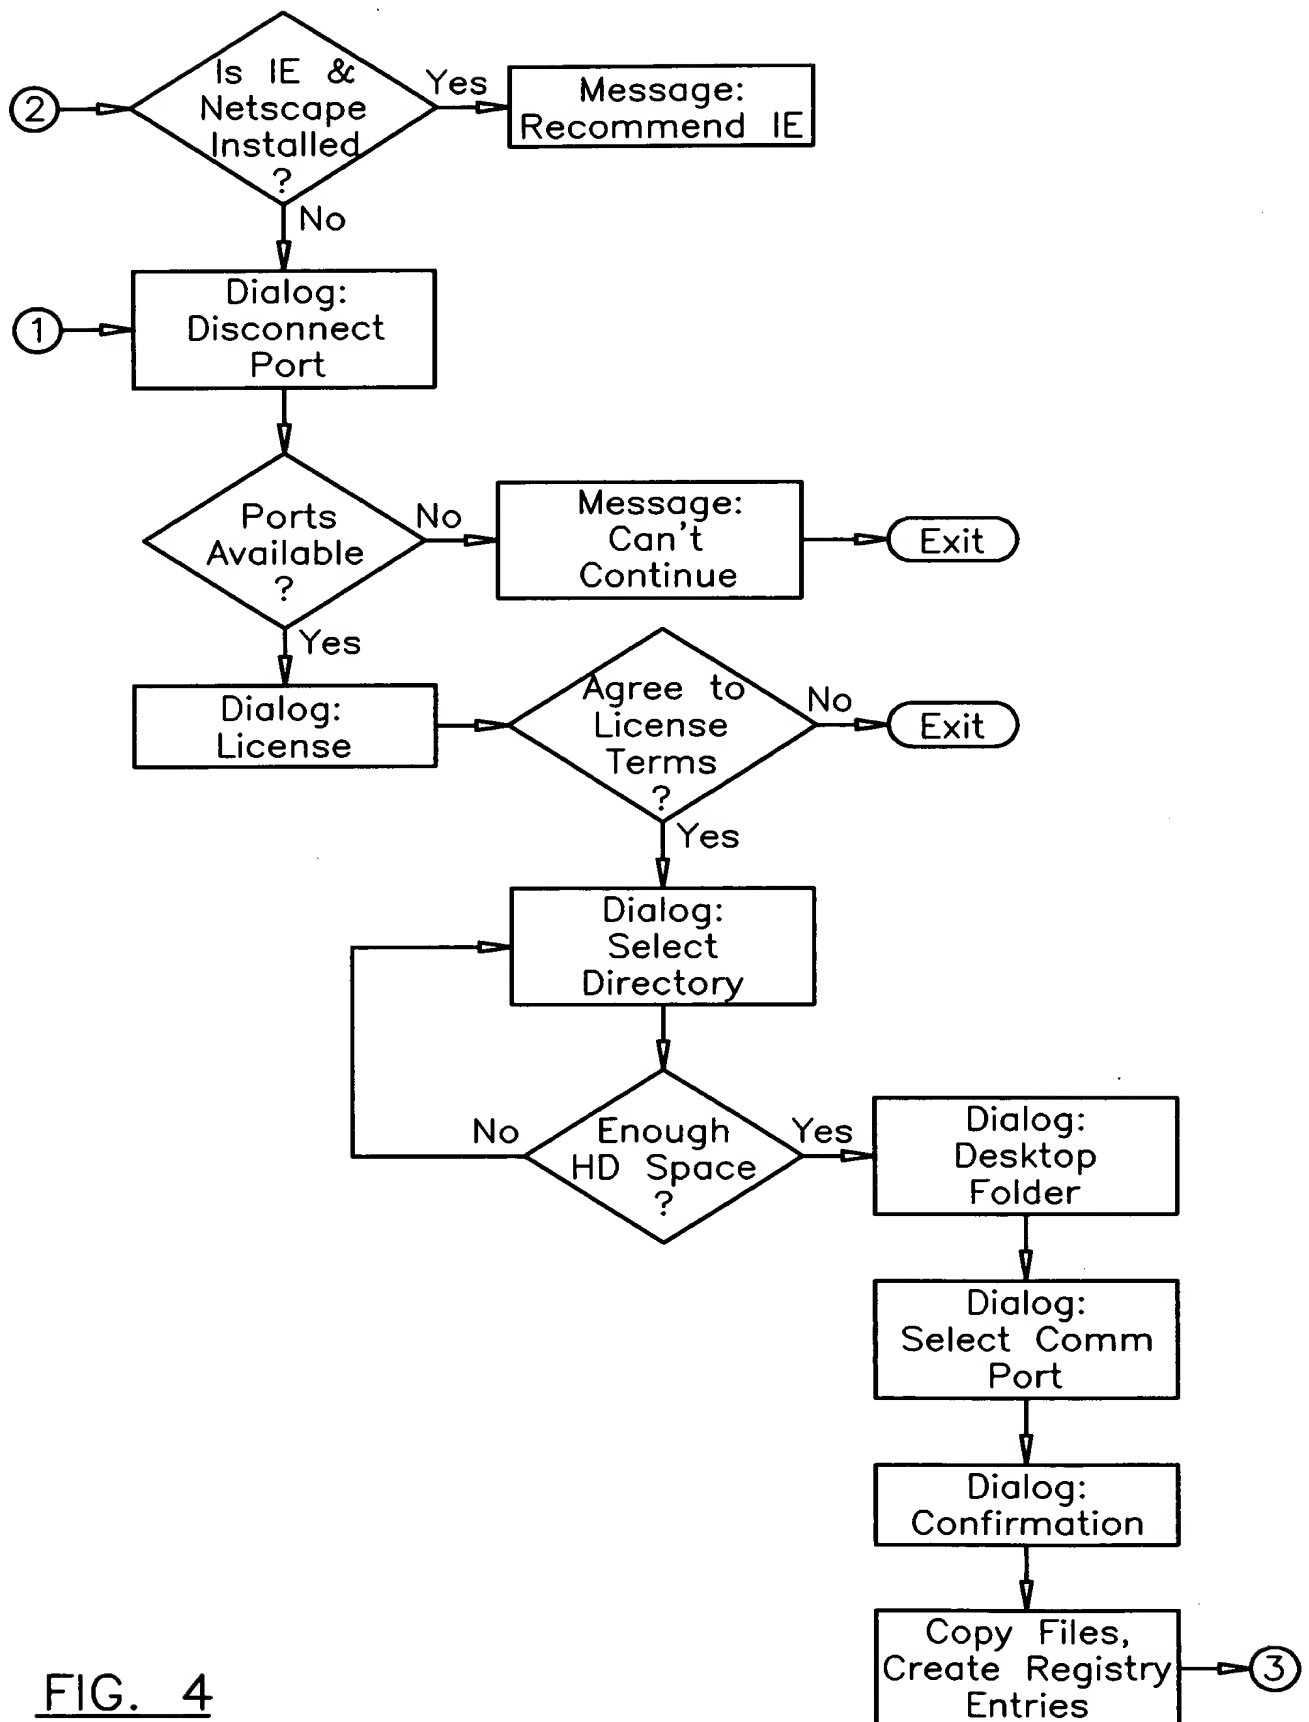 Is IE &
Netscape
Installed
?
2
Yes
Message:
Recommend IE
No
Dialog:
Disconnect
Port
1
Ports
Available
?
No
Message:
Can't
Continue
Exit
Yes
Dialog:
License
Agree to
License
Terms
?
No
Exit
Yes
Dialog:
Select
Directory
No
Enough
HD Space
?
Yes
Dialog:
Desktop
Folder
Dialog:
Select Comm
Port
Dialog:
Confirmation
Copy Files,
Create Registry
Entries
3
FIG. 4